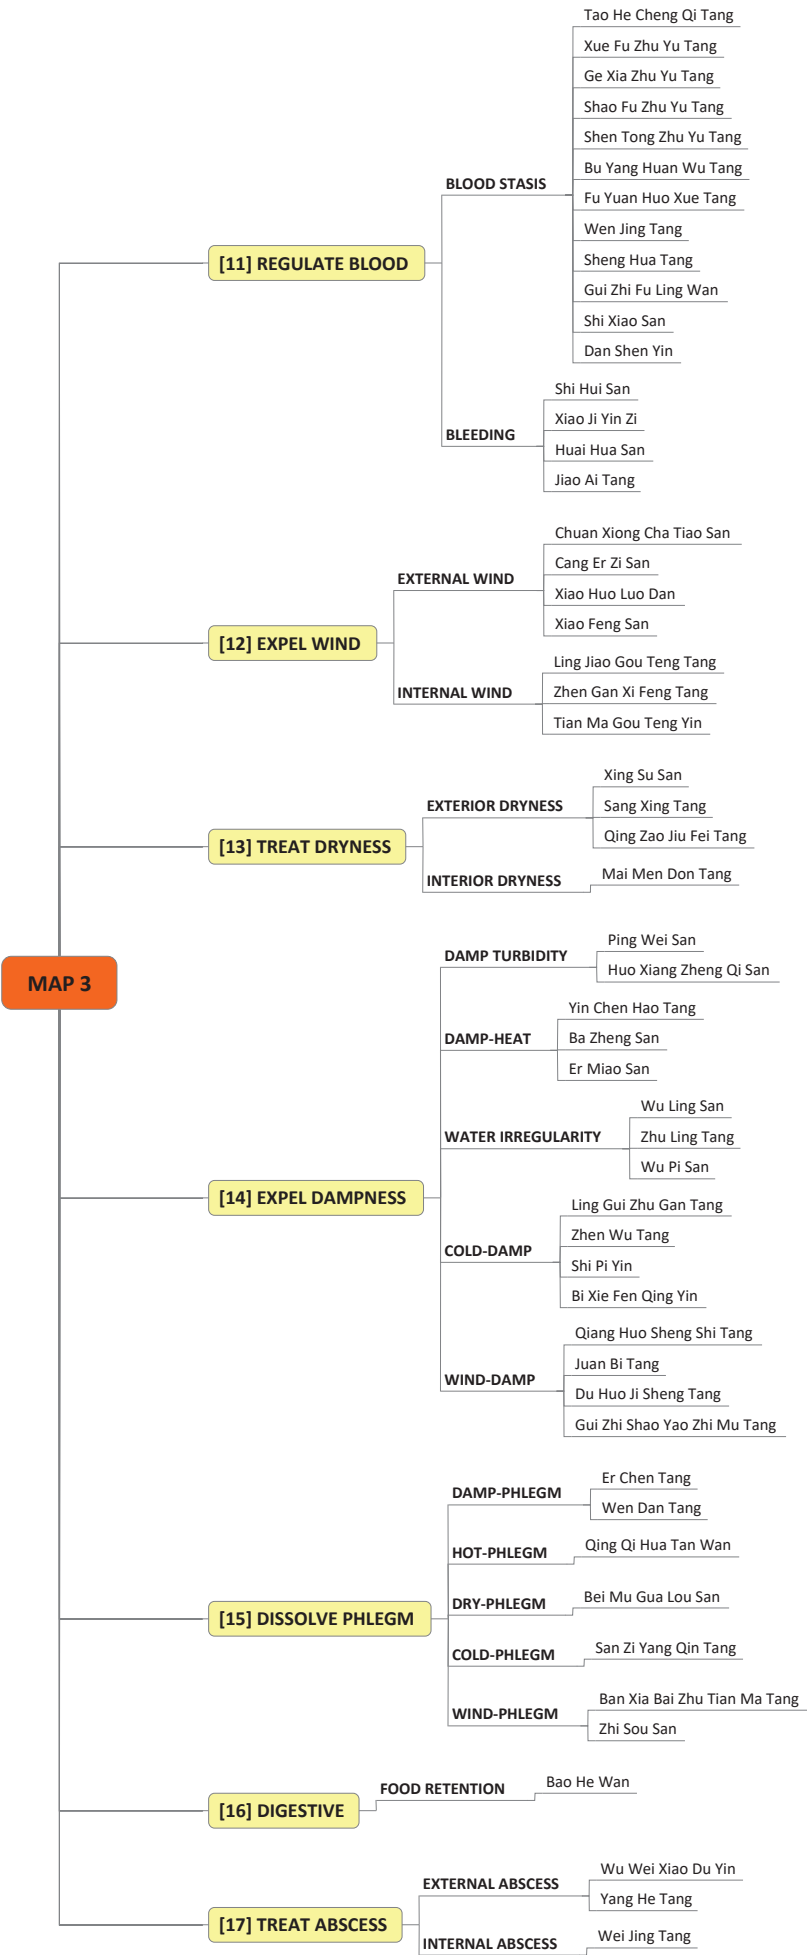 MAP 3
[11] REGULATE BLOOD
BLOOD STASIS
Tao He Cheng Qi Tang
Xue Fu Zhu Yu Tang
Ge Xia Zhu Yu Tang
Shao Fu Zhu Yu Tang
Shen Tong Zhu Yu Tang
Bu Yang Huan Wu Tang
Fu Yuan Huo Xue Tang
Wen Jing Tang
Sheng Hua Tang
Gui Zhi Fu Ling Wan
Shi Xiao San
Dan Shen Yin
BLEEDING
Shi Hui San
Xiao Ji Yin Zi
Huai Hua San
Jiao Ai Tang
[12] EXPEL WIND
EXTERNAL WIND
Chuan Xiong Cha Tiao San
Cang Er Zi San
Xiao Huo Luo Dan
Xiao Feng San
INTERNAL WIND
Ling Jiao Gou Teng Tang
Zhen Gan Xi Feng Tang
Tian Ma Gou Teng Yin
[13] TREAT DRYNESS
EXTERIOR DRYNESS
Xing Su San
Sang Xing Tang
Qing Zao Jiu Fei Tang
INTERIOR DRYNESS
Mai Men Don Tang
[14] EXPEL DAMPNESS
DAMP TURBIDITY
Ping Wei San
Huo Xiang Zheng Qi San
DAMP-HEAT
Yin Chen Hao Tang
Ba Zheng San
Er Miao San
WATER IRREGULARITY
Wu Ling San
Zhu Ling Tang
Wu Pi San
COLD-DAMP
Ling Gui Zhu Gan Tang
Zhen Wu Tang
Shi Pi Yin
Bi Xie Fen Qing Yin
WIND-DAMP
Qiang Huo Sheng Shi Tang
Juan Bi Tang
Du Huo Ji Sheng Tang
Gui Zhi Shao Yao Zhi Mu Tang
[15] DISSOLVE PHLEGM
DAMP-PHLEGM
Er Chen Tang
Wen Dan Tang
HOT-PHLEGM
Qing Qi Hua Tan Wan
DRY-PHLEGM
Bei Mu Gua Lou San
COLD-PHLEGM
San Zi Yang Qin Tang
WIND-PHLEGM
Ban Xia Bai Zhu Tian Ma Tang
Zhi Sou San
[16] DIGESTIVE
FOOD RETENTION
Bao He Wan
[17] TREAT ABSCESS
EXTERNAL ABSCESS
Wu Wei Xiao Du Yin
Yang He Tang
INTERNAL ABSCESS
Wei Jing Tang